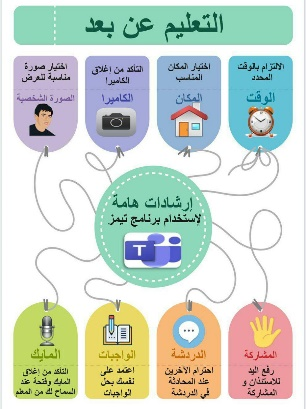 التعليم عن بعد
الالتزام بالوقت
المحدد
الوقت
اختيار المكان
المناسب
المكان
التأكد من إغلاق
الكاميرا
الكاميرا
اختيار صورة
مناسبة للعرض
الصورة الشخصية
إرشادات هامة
لإستخدام برنامج تيمز
T
المشاركة
رفع اليد
للاستئذان و
المشاركة
الدردشة
احترام الآخرين
عند المحادثة
في الدردشة
الواجبات
اعتمد على
نفسك بحل
الواجبات
المايك
التأكد من إغلاق
المايك وفتحة عند
السماح لك من المعلم